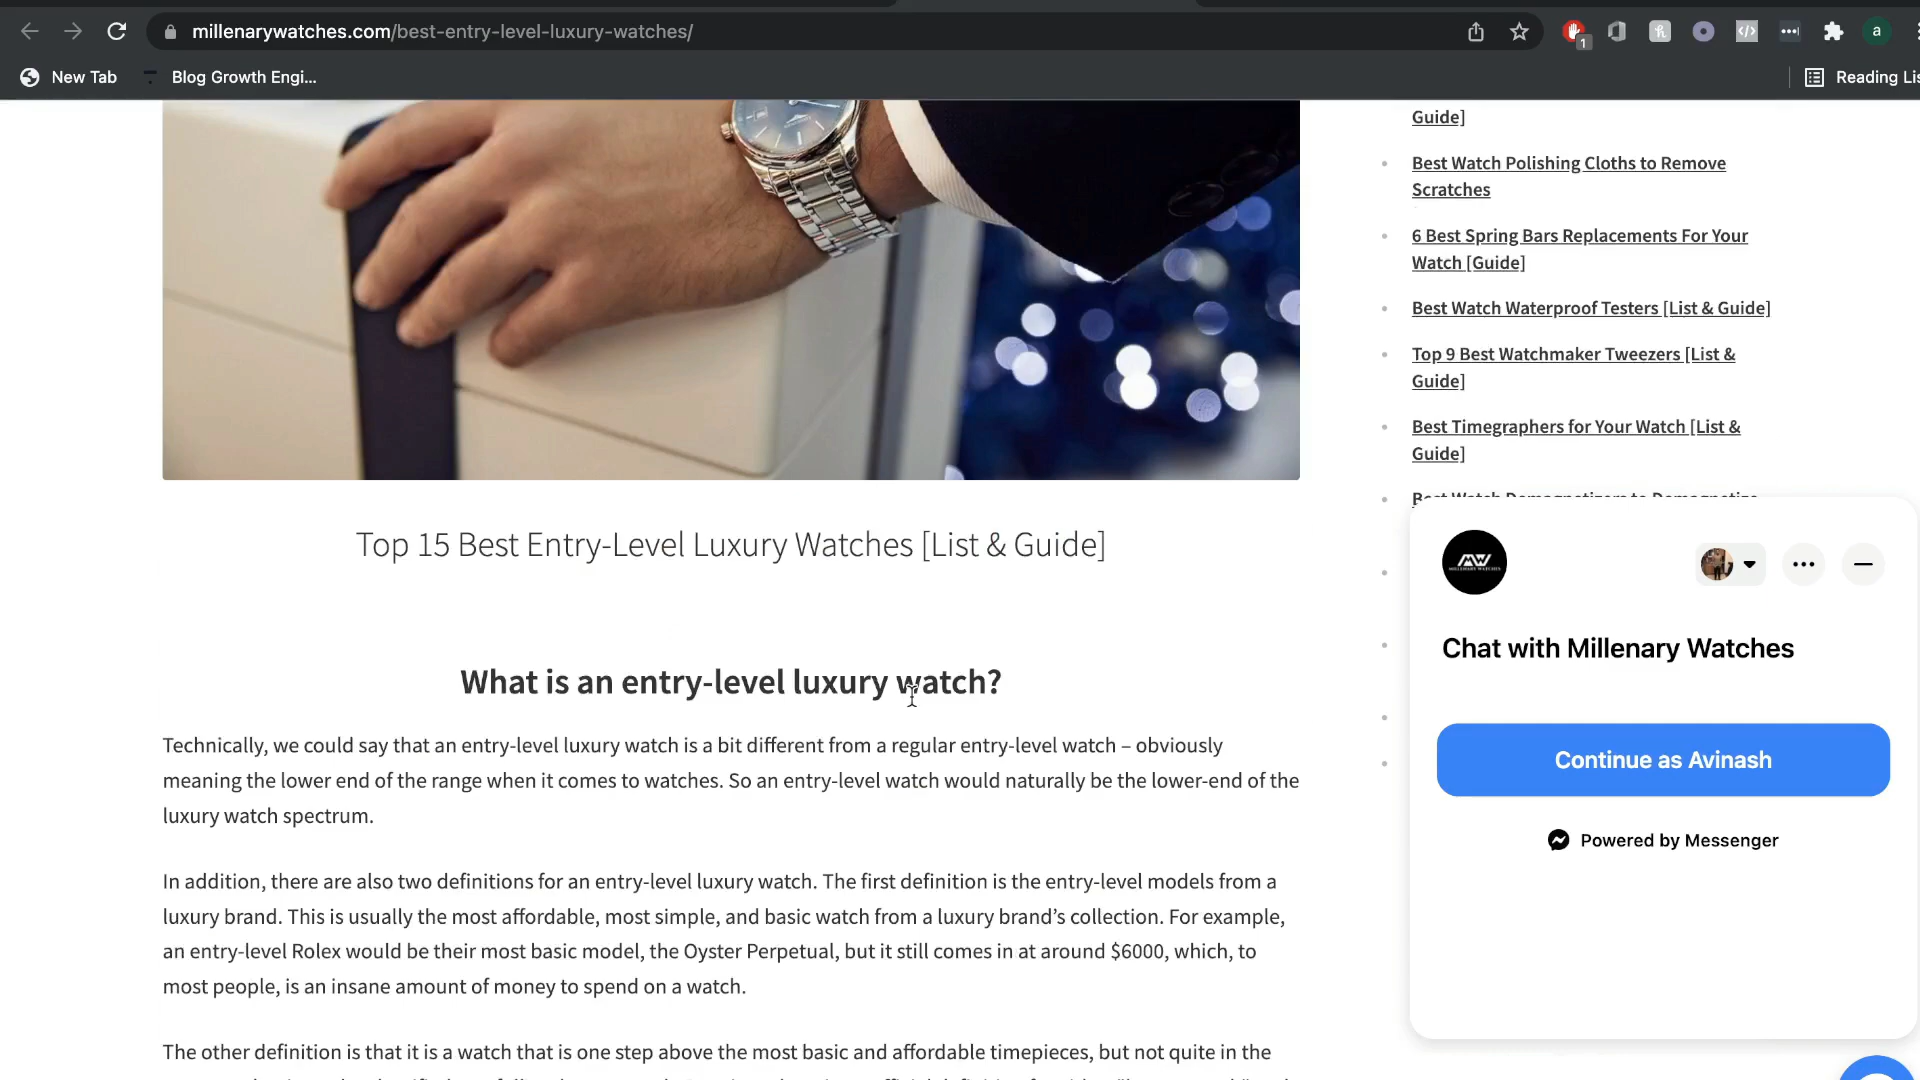 millenarywatches.com/best-entry-level-luxury-watches/
1
a
New Tab
Blog Growth Engi...
Reading Lis
Top 15 Best Entry-Level Luxury Watches [List & Guide]
What is an entry-level luxury watch?
Technically, we could say that an entry-level luxury watch is a bit different from a regular entry-level watch – obviously
meaning the lower end of the range when it comes to watches. So an entry-level watch would naturally be the lower-end of the
luxury watch spectrum.
In addition, there are also two definitions for an entry-level luxury watch. The first definition is the entry-level models from a
luxury brand. This is usually the most affordable, most simple, and basic watch from a luxury brand’s collection. For example,
an entry-level Rolex would be their most basic model, the Oyster Perpetual, but it still comes in at around $6000, which, to
most people, is an insane amount of money to spend on a watch.
The other definition is that it is a watch that is one step above the most basic and affordable timepieces, but not quite in the
Guide]
Best Watch Polishing Cloths to Remove
Scratches
6 Best Spring Bars Replacements For Your
Watch [Guide]
Best Watch Waterproof Testers [List & Guide]
Top 9 Best Watchmaker Tweezers [List &
Guide]
Best Timegraphers for Your Watch [List &
Guide]
Best Watch Demagnetizers to Demagnetize
MW
MILLENARY WATCHES
Chat with Millenary Watches
Continue as Avinash
Powered by Messenger